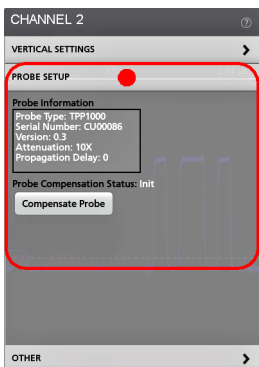 CHANNEL 2
VERTICAL SETTINGS
PROBE SETUP
Probe Information
Probe Type: TPP1000
Serial Number: CU00086
Version: 0.3
Attenuation: 10X
Propagation Delay: 0
Probe Compensation Status: Init
Compensate Probe
OTHER